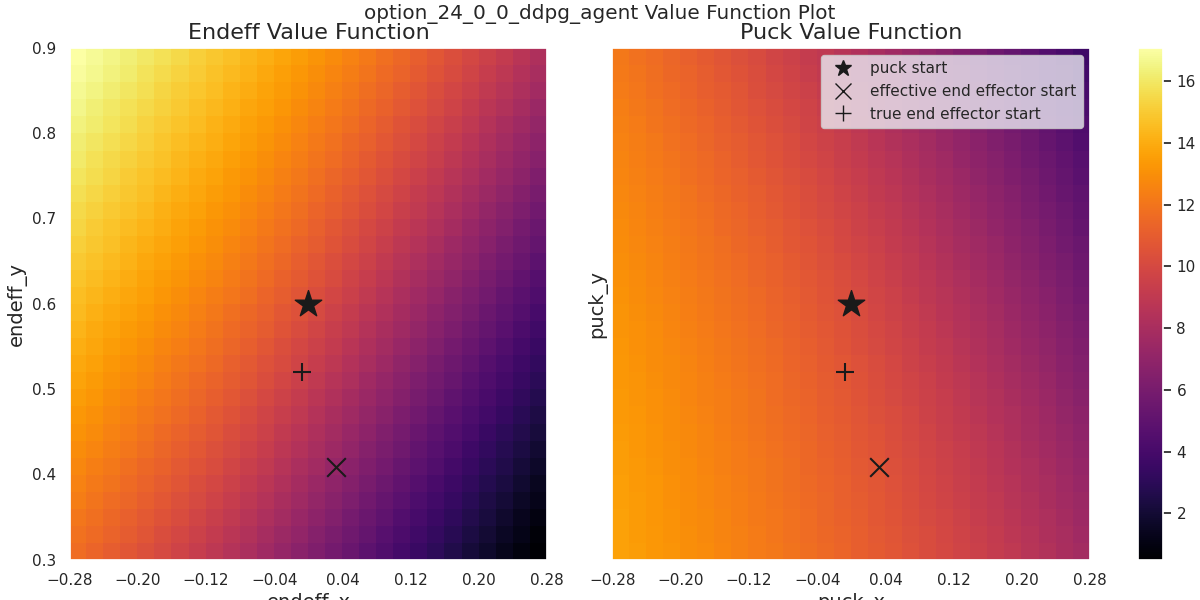 option_24_0_0_ddpg_agent Value Function Plot
Endeff Value Function
Puck Value Function
0.9
0.8
0.7
0.6
0.5
0.4
0.3
endeff_y
−0.28 −0.20 −0.12 −0.04 0.04 0.12 0.20 0.28
endeff_x
puck start
effective end effector start
true end effector start
puck_y
−0.28 −0.20 −0.12 −0.04 0.04 0.12 0.20 0.28
puck_x
16
14
12
10
8
6
4
2